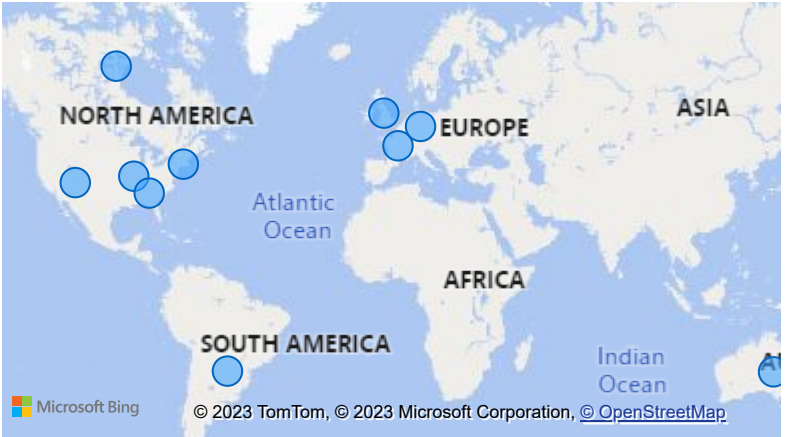 NORTH AMERICA
EUROPE
ASIA
Atlantic
Ocean
AFRICA
SOUTH AMERICA
Indian
Ocean
Microsoft Bing
© 2023 TomTom, © 2023 Microsoft Corporation, © OpenStreetMap